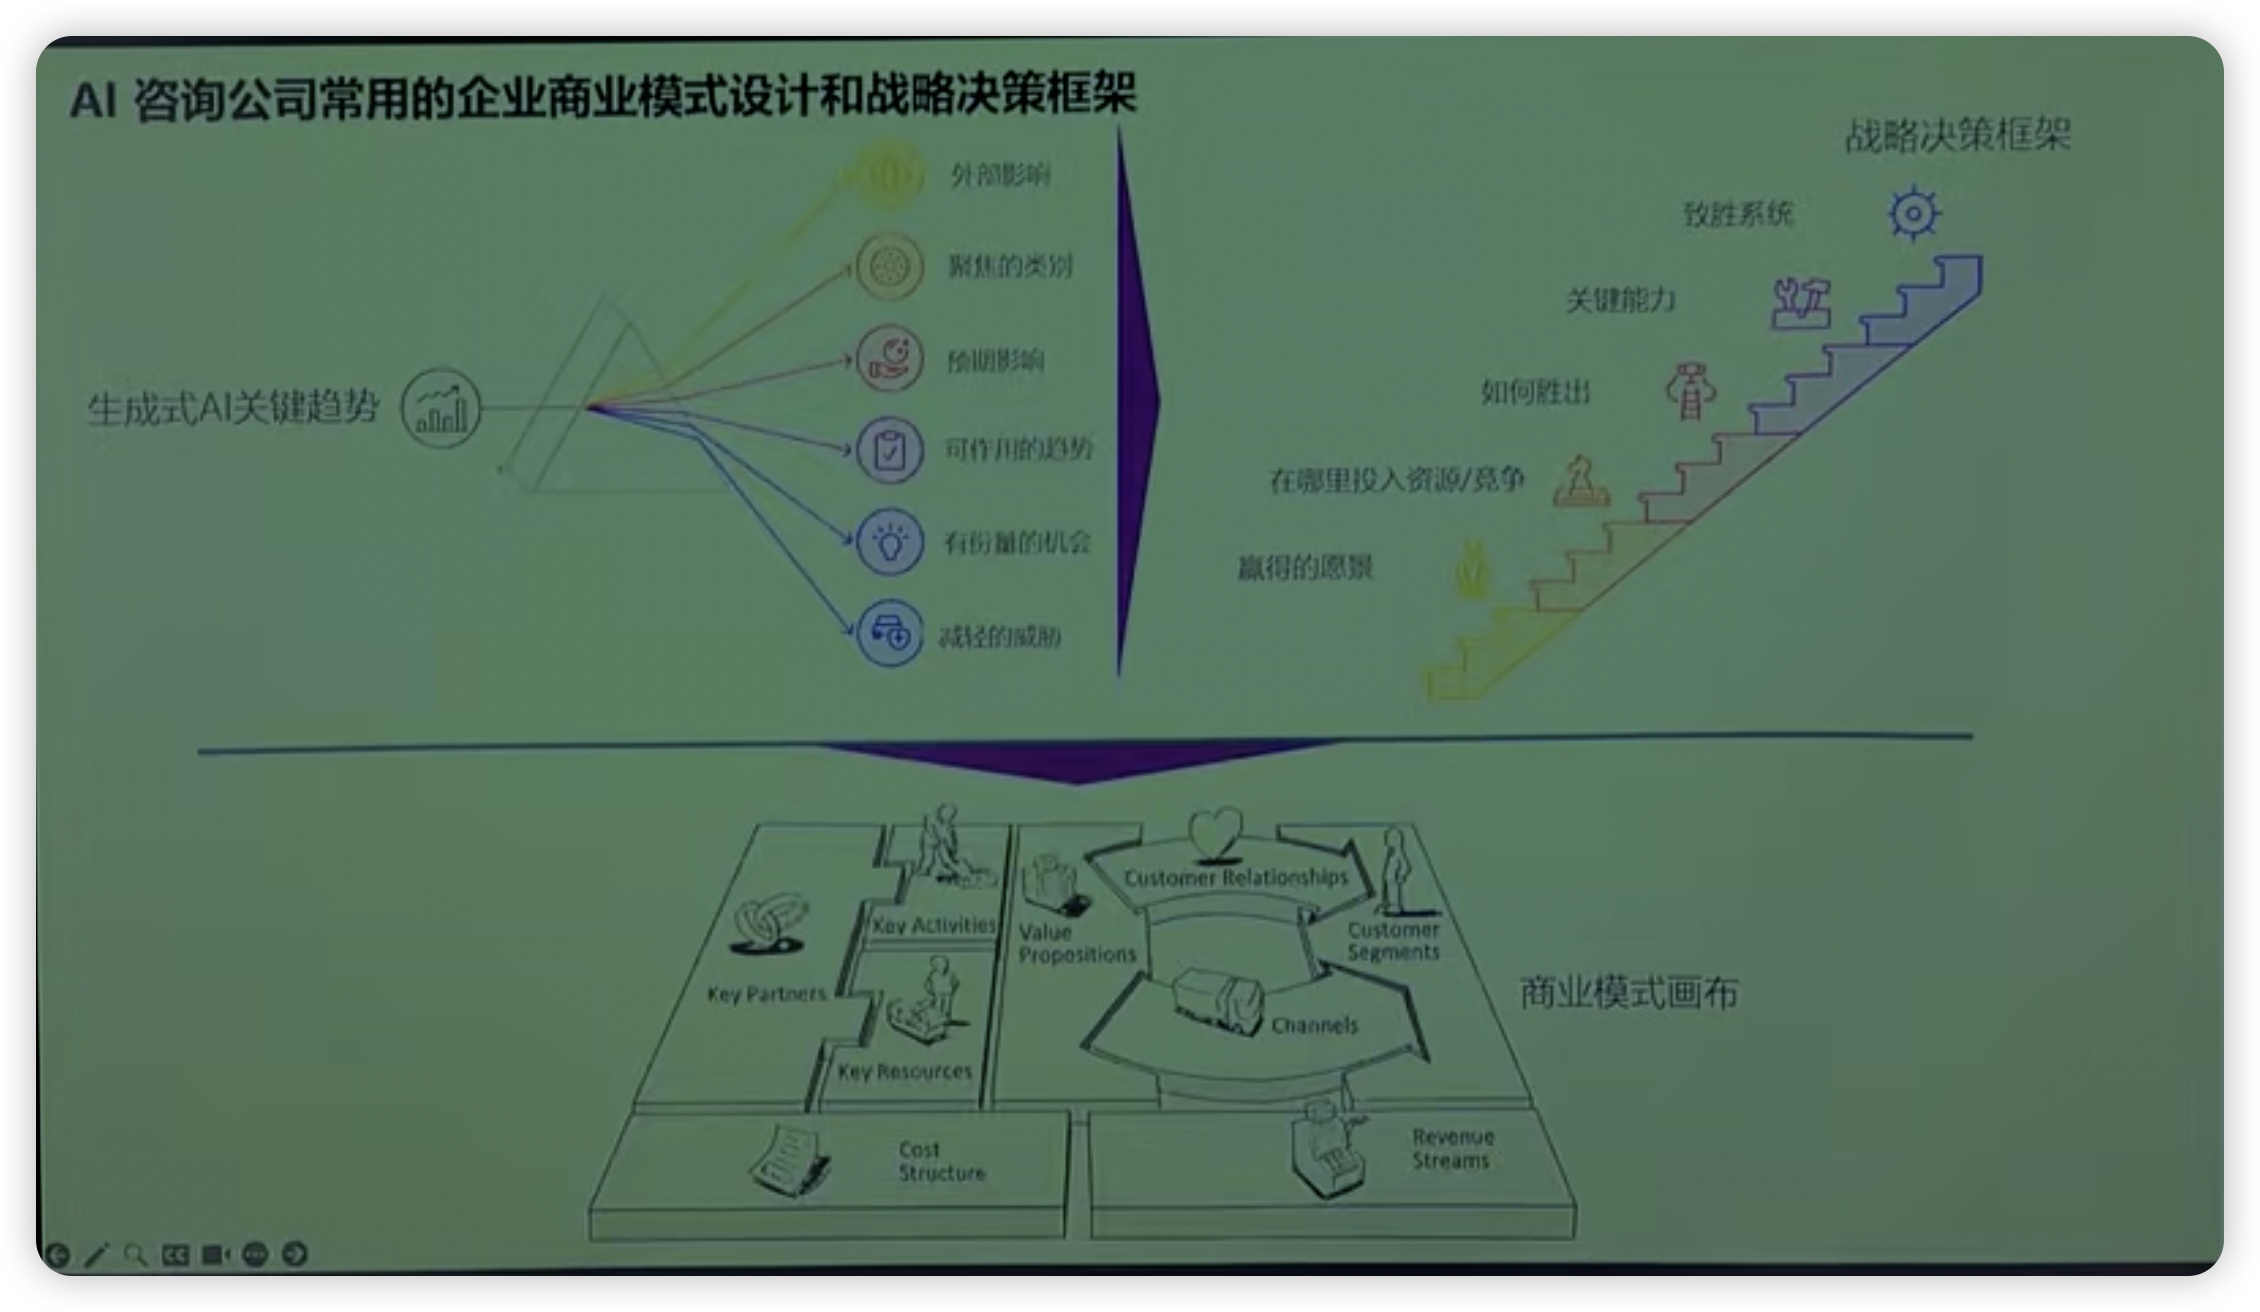 AI 咨询公司常用的企业商业模式设计和战略决策框架
生成式AI关键趋势
外部影响
聚焦的类别
预期影响
可作用的趋势
有份量的机会
减轻的威胁
战略决策框架
致胜系统
关键能力
如何胜出
在哪里投入资源/竞争
赢得的愿景
Customer Relationships
Key Activities
Value
Propositions
Customer
Segments
Key Partners
Channels
Key Resources
商业模式画布
Cost
Structure
Revenue
Streams
CC